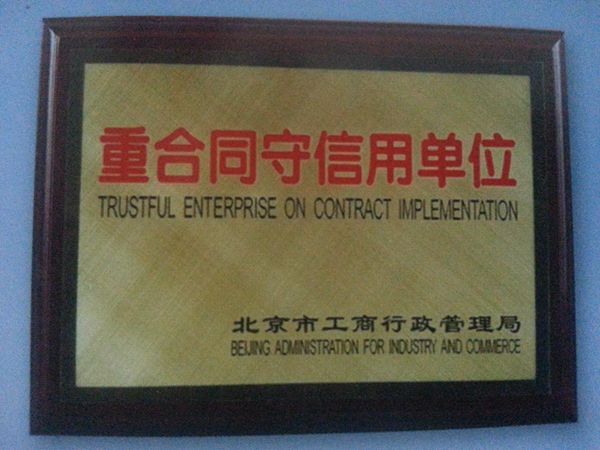 重合同守信用单位
TRUSTFUL ENTERPRISE ON CONTRACT IMPLEMENTATION
北京市工商行政管理局
BEIJING ADMINISTRATION FOR INDUSTRY AND COMMERCE